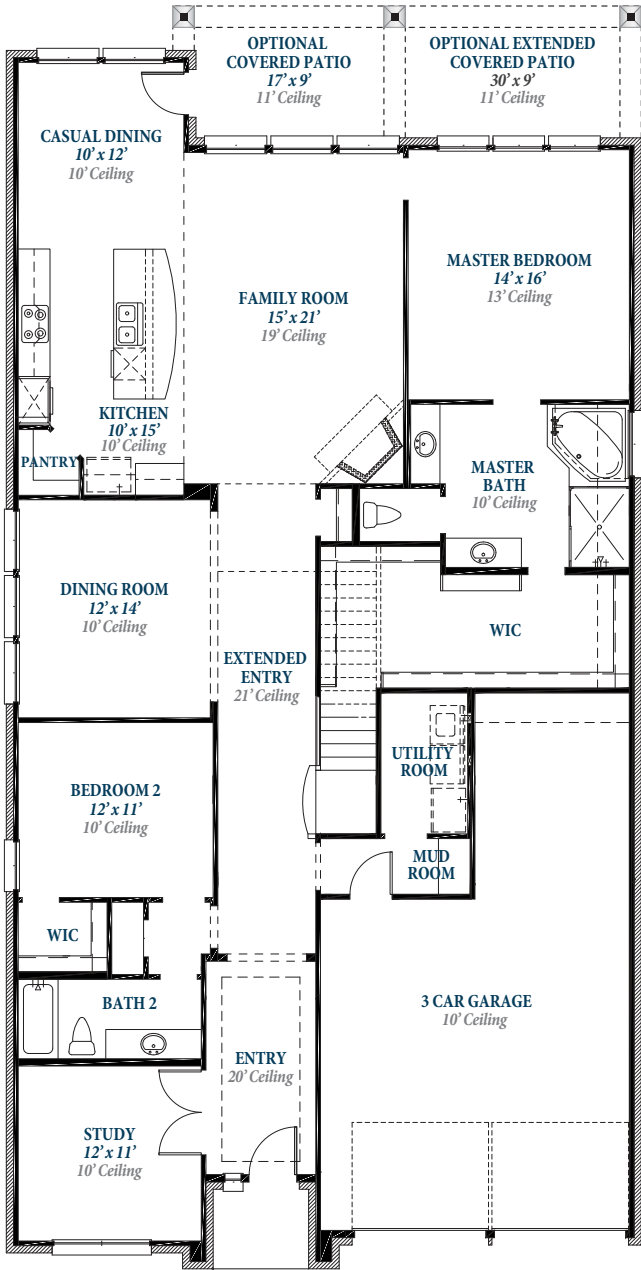 OPTIONAL
COVERED PATIO
17' x 9'
11' Ceiling
OPTIONAL EXTENDED
COVERED PATIO
30' x 9'
11' Ceiling
CASUAL DINING
10' x 12'
10' Ceiling
MASTER BEDROOM
14' x 16'
13' Ceiling
FAMILY ROOM
15' x 21'
19' Ceiling
KITCHEN
10' x 15'
10' Ceiling
PANTRY
MASTER
BATH
10' Ceiling
DINING ROOM
12' x 14'
10' Ceiling
WIC
EXTENDED
ENTRY
21' Ceiling
UTILITY
ROOM
BEDROOM 2
12' x 11'
10' Ceiling
MUD
ROOM
WIC
BATH 2
3 CAR GARAGE
10' Ceiling
ENTRY
20' Ceiling
STUDY
12' x 11'
10' Ceiling